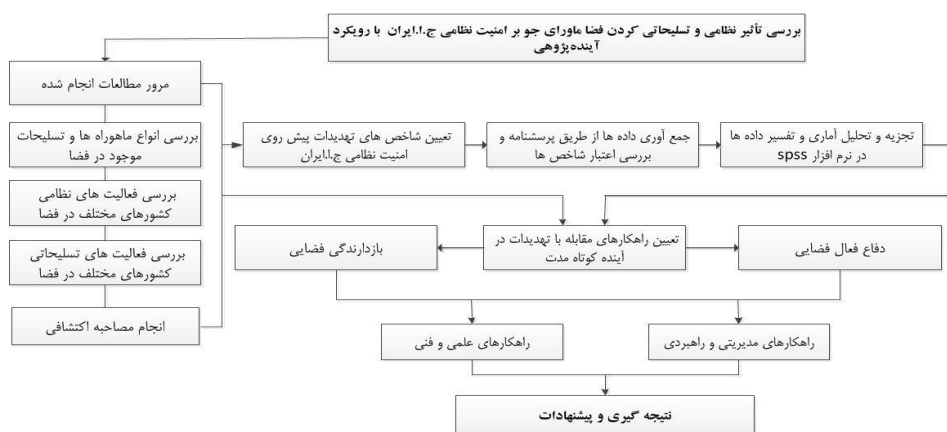 بررسی تأثیر نظامی و تسلیحاتی کردن فضا ماورای جو بر امنیت نظامی ج.ا.ایران با رویکرد
آینده‌پژوهی
مرور مطالعات انجام شده
بررسی انواع ماهوراه ها و تسلیحات
موجود در فضا
بررسی فعالیت های نظامی
کشورهای مختلف در فضا
بررسی فعالیت های تسلیحاتی
کشورهای مختلف در فضا
انجام مصاحبه اکتشافی
تعیین شاخص های تهدیدات پیش روی
امنیت نظامی ج.ا.ایران
جمع آوری داده ها از طریق پرسشنامه و
بررسی اعتبار شاخص ها
تجزیه و تحلیل آماری و تفسیر داده ها
در نرم افزار spss
تعیین راهکارهای مقابله با تهدیدات در
آینده کوتاه مدت
بازدارندگی فضایی
دفاع فعال فضایی
راهکارهای علمی و فنی
راهکارهای مدیریتی و راهبردی
نتیجه گیری و پیشنهادات